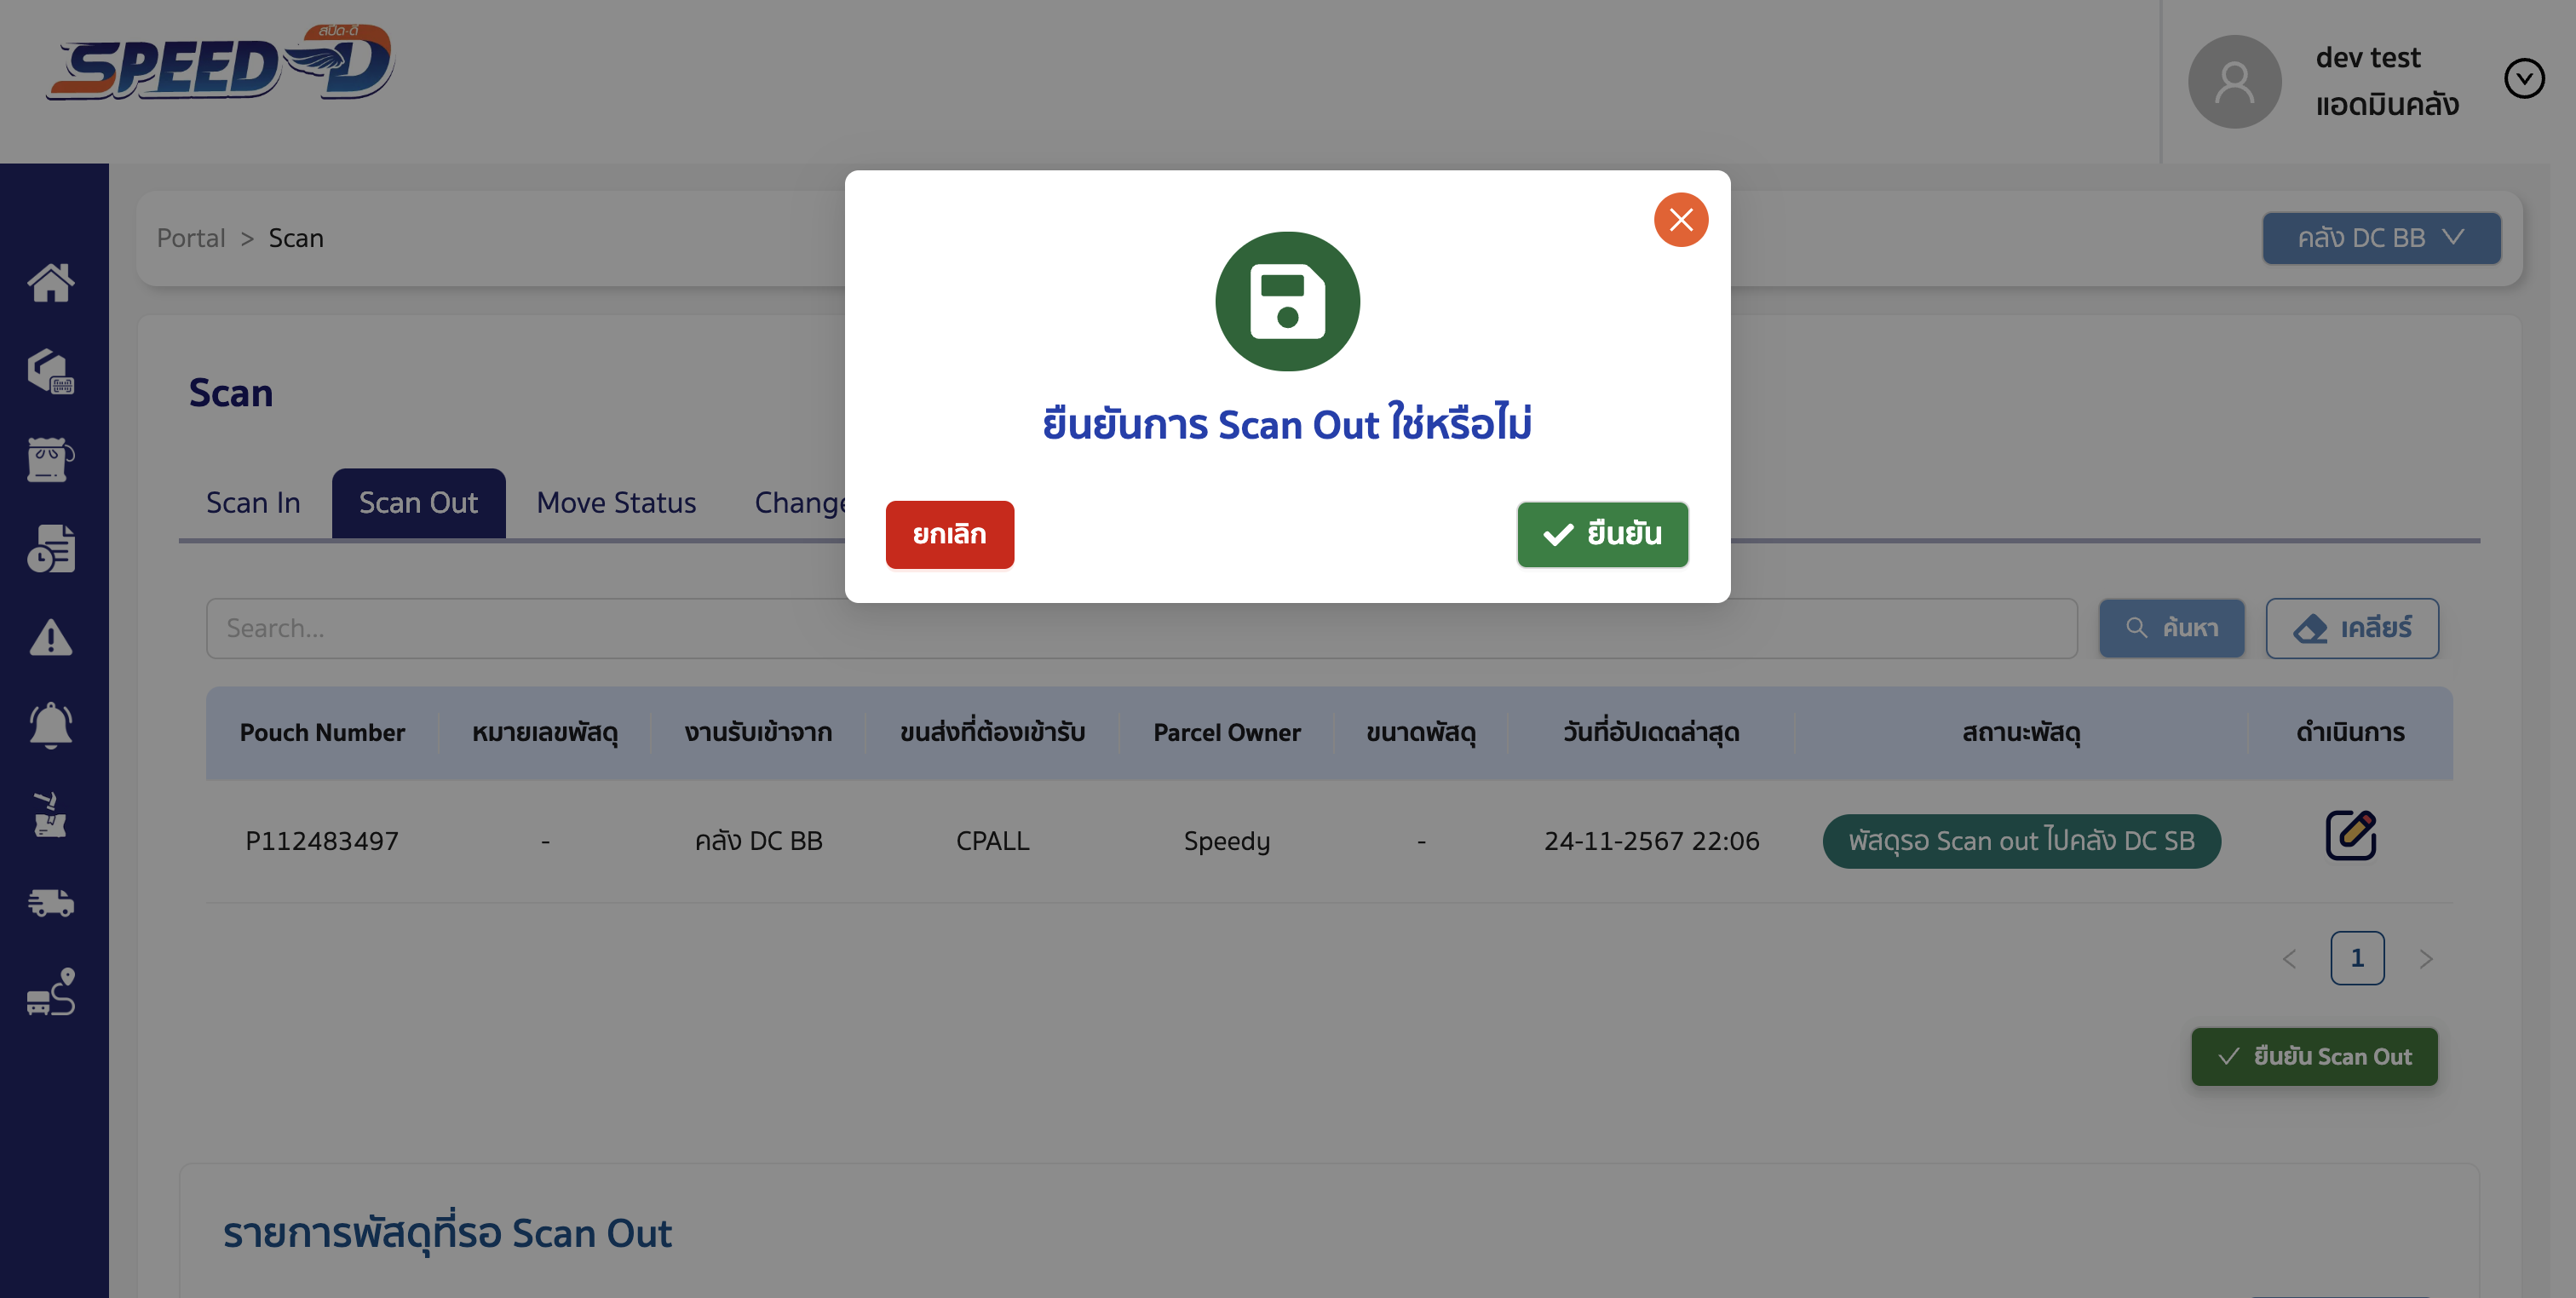 สปีด-ดี
SPEED-D
dev test
แอดมินคลัง
Portal > Scan
คลัง DC BB
Scan
Scan In
Scan Out
Move Status
Change
ยืนยันการ Scan Out ใช่หรือไม่
ยกเลิก
ยืนยัน
Search...
ค้นหา
เคลียร์
Pouch Number หมายเลขพัสดุ งานรับเข้าจาก ขนส่งที่ต้องเข้ารับ Parcel Owner ขนาดพัสดุ วันที่อัปเดตล่าสุด สถานะพัสดุ ดำเนินการ
P112483497 - คลัง DC BB CPALL Speedy - 24-11-2567 22:06 พัสดุรอ Scan out ไปคลัง DC SB
< 1 >
ยืนยัน Scan Out
รายการพัสดุที่รอ Scan Out